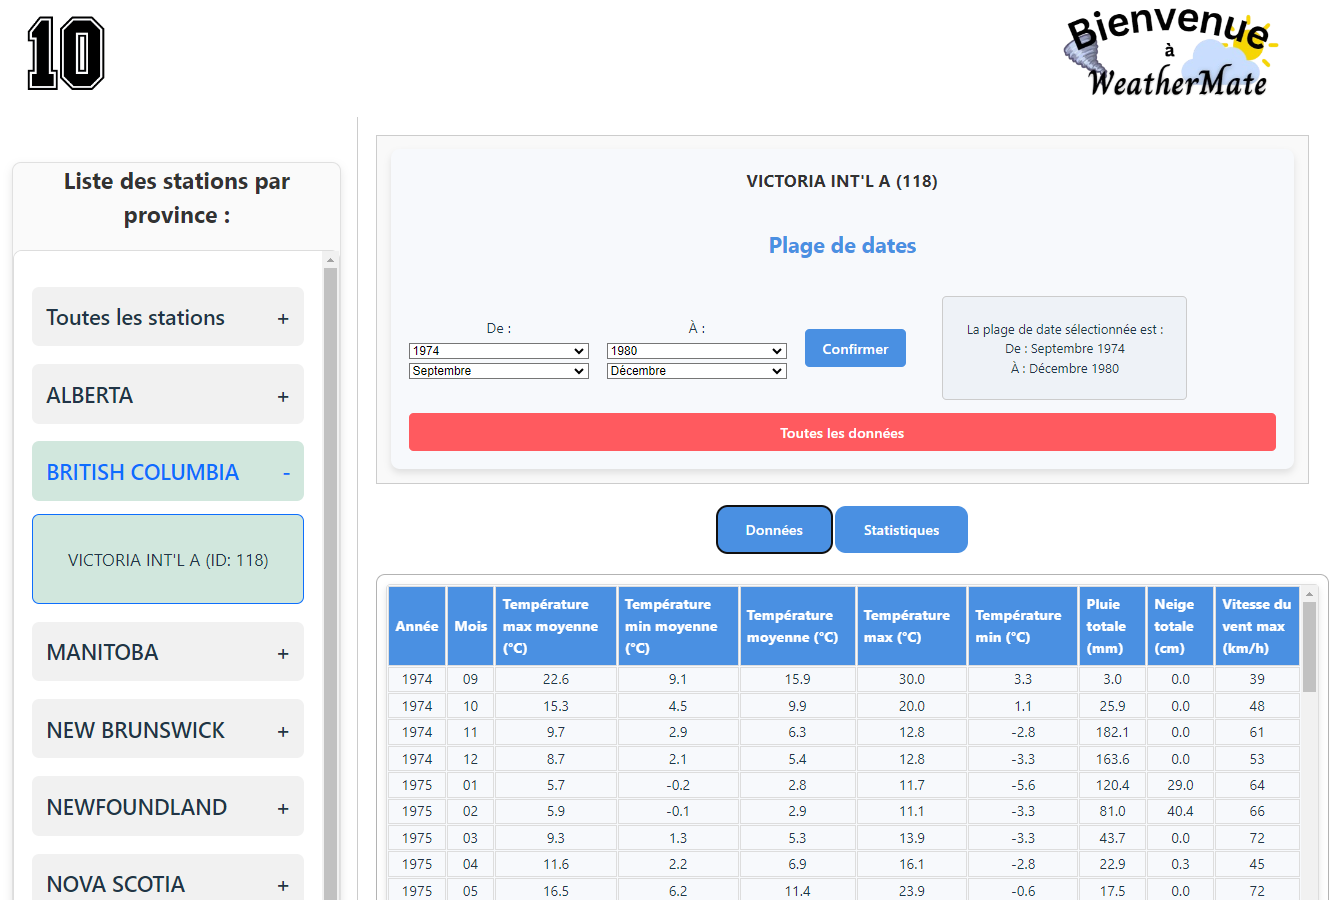 10
Bienvenue
à
WeatherMate
Liste des stations par
province :
Toutes les stations +
ALBERTA +
BRITISH COLUMBIA -
VICTORIA INT'L A (ID: 118)
MANITOBA +
NEW BRUNSWICK +
NEWFOUNDLAND +
NOVA SCOTIA +
VICTORIA INT'L A (118)
Plage de dates
De : À :
1974 1980
Septembre Décembre
Confirmer
La plage de date sélectionnée est :
De : Septembre 1974
À : Décembre 1980
Toutes les données
Données Statistiques
Année Mois Température max moyenne (°C) Température min moyenne (°C) Température moyenne (°C) Température max (°C) Température min (°C) Pluie totale (mm) Neige totale (cm) Vitesse du vent max (km/h)
1974 09 22.6 9.1 15.9 30.0 3.3 3.0 0.0 39
1974 10 15.3 4.5 9.9 20.0 1.1 25.9 0.0 48
1974 11 9.7 2.9 6.3 12.8 -2.8 182.1 0.0 61
1974 12 8.7 2.1 5.4 12.8 -3.3 163.6 0.0 53
1975 01 5.7 -0.2 2.8 11.7 -5.6 120.4 29.0 64
1975 02 5.9 -0.1 2.9 11.1 -3.3 81.0 40.4 66
1975 03 9.3 1.3 5.3 13.9 -3.3 43.7 0.0 72
1975 04 11.6 2.2 6.9 16.1 -2.8 22.9 0.3 45
1975 05 16.5 6.2 11.4 23.9 -0.6 17.5 0.0 72